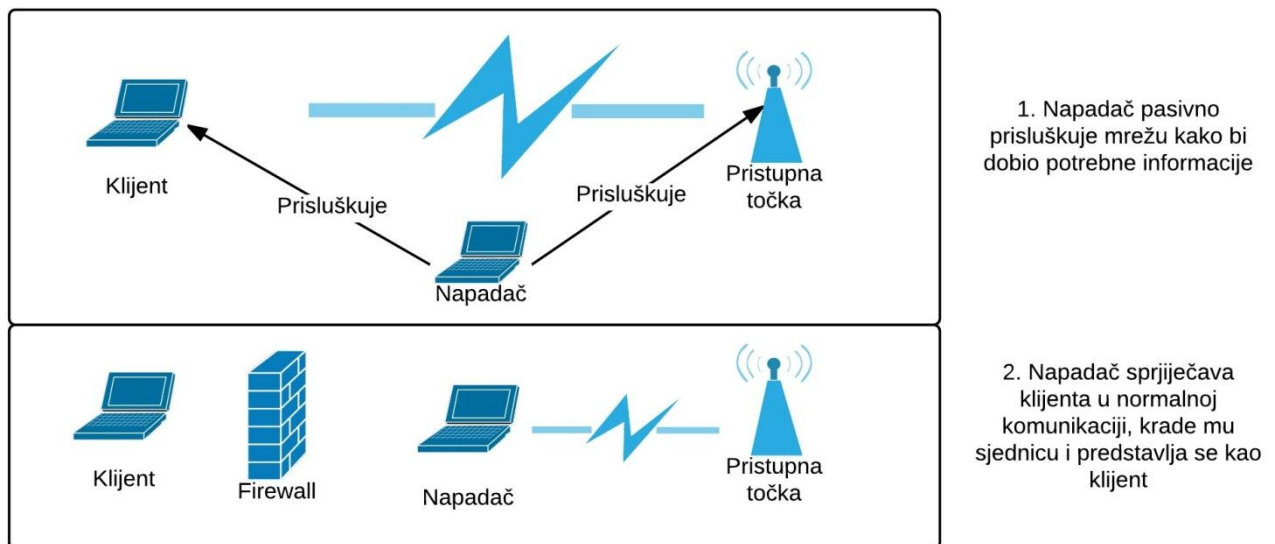 Klijent
Prisluškuje
Prisluškuje
Pristupna
točka
Napadač
1. Napadač pasivno
prisluškuje mrežu kako bi
dobio potrebne informacije
Klijent
Firewall
Napadač
Pristupna
točka
2. Napadač sprjiječava
klijenta u normalnoj
komunikaciji, krade mu
sjednicu i predstavlja se kao
klijent